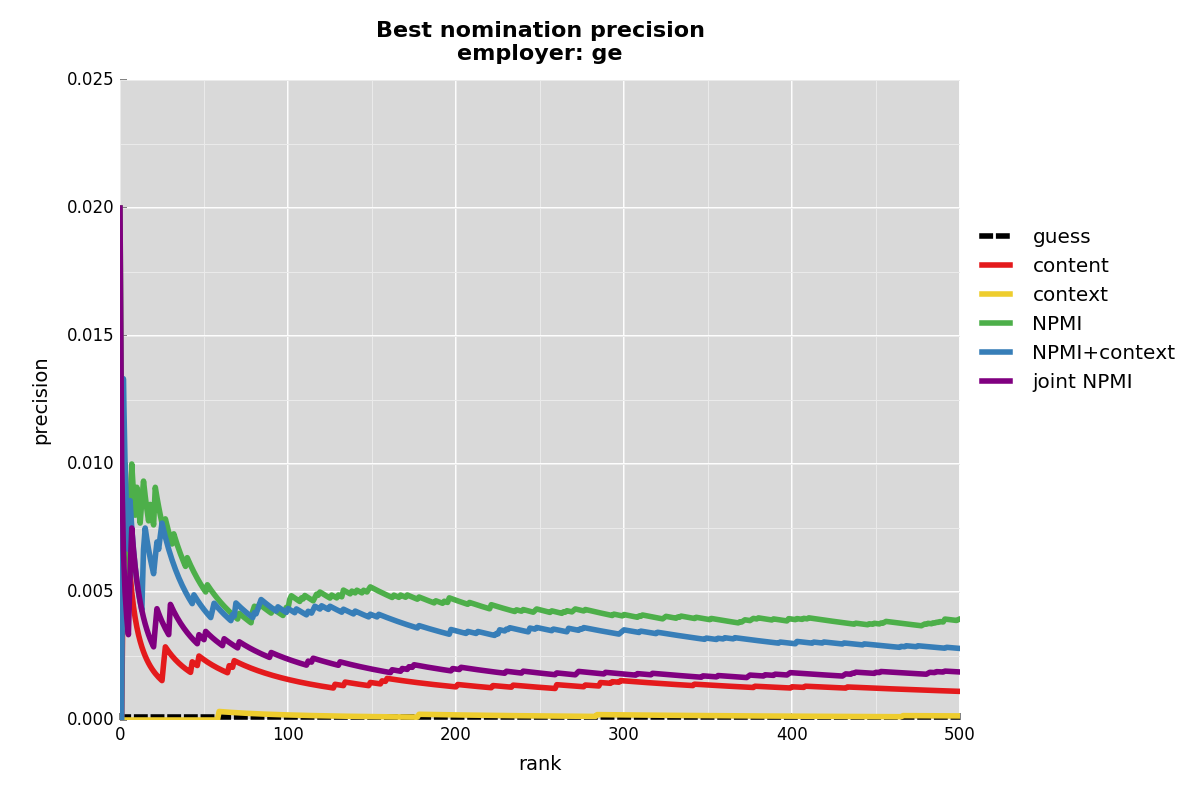 Best nomination precision
employer: ge
0.025
0.020
0.015
0.010
0.005
0.000
precision
0
100
200
300
400
500
rank
guess
content
context
NPMI
NPMI+context
joint NPMI